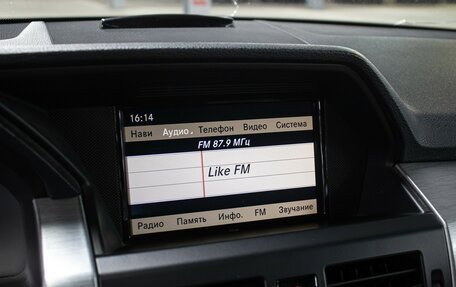 16:14
Нави Аудио. Телефон Видео Система
FM 87.9 МГц
Like FM
Радио Память Инфо. FM Звучание